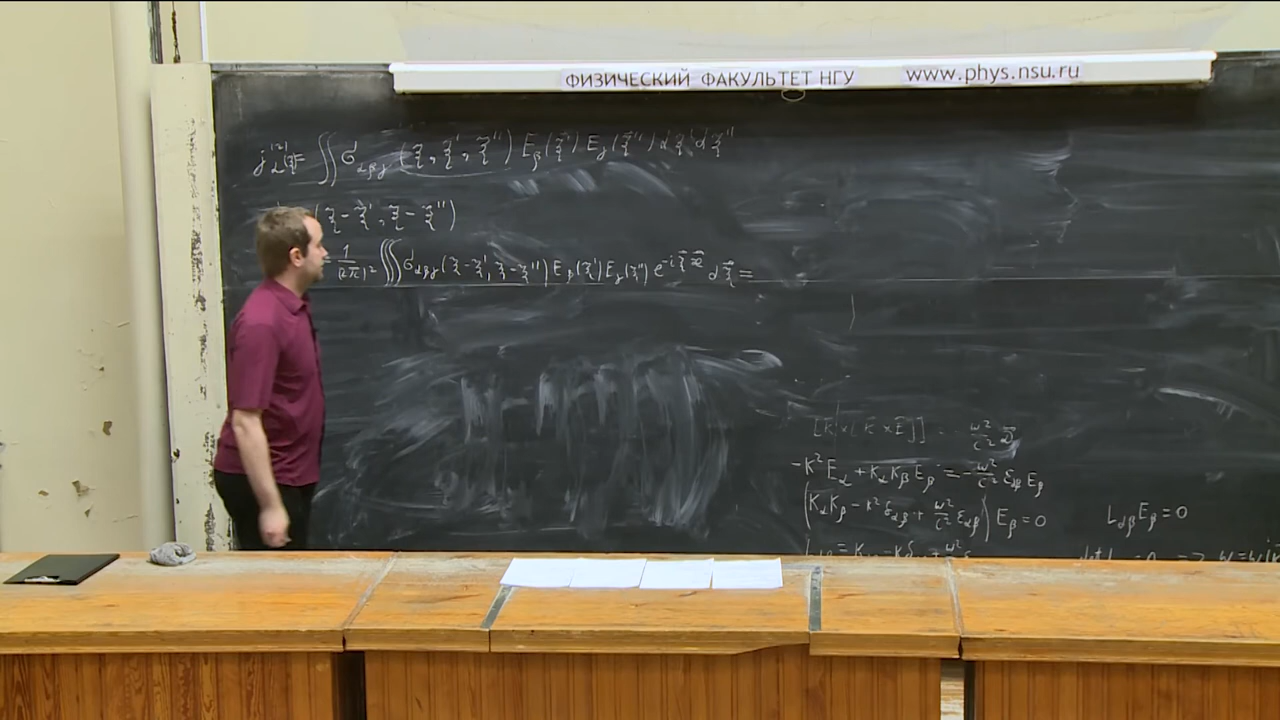 ФИЗИЧЕСКИЙ ФАКУЛЬТЕТ НГУ www.phys.nsu.ru
j_α^(2)(ξ⃗) = ∬ σ_αβγ (ξ⃗, ξ⃗', ξ⃗'') E_β(ξ⃗') E_γ(ξ⃗'') dξ⃗' dξ⃗''
(ξ⃗ - ξ⃗', ξ⃗ - ξ⃗'')
= 1/(2π)² ∭ σ_αβγ (ξ⃗ - ξ⃗', ξ⃗ - ξ⃗'') E_β(ξ⃗') E_γ(ξ⃗'') e^(-iξ⃗ϰ⃗) dξ⃗ =
[k⃗ × [k⃗ × E⃗]] = - ω²/c² D⃗
-k² E_α + k_α k_β E_β = - ω²/c² ε_αβ E_β
(k_α k_β - k² δ_αβ + ω²/c² ε_αβ) E_β = 0 L_αβ E_β = 0